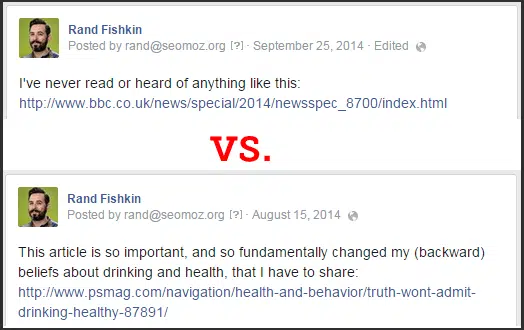 Rand Fishkin
Posted by rand@seomoz.org [?] · September 25, 2014 · Edited
I've never read or heard of anything like this:
http://www.bbc.co.uk/news/special/2014/newsspec_8700/index.html
vs.
Rand Fishkin
Posted by rand@seomoz.org [?] · August 15, 2014
This article is so important, and so fundamentally changed my (backward)
beliefs about drinking and health, that I have to share:
http://www.psmag.com/navigation/health-and-behavior/truth-wont-admit-
drinking-healthy-87891/